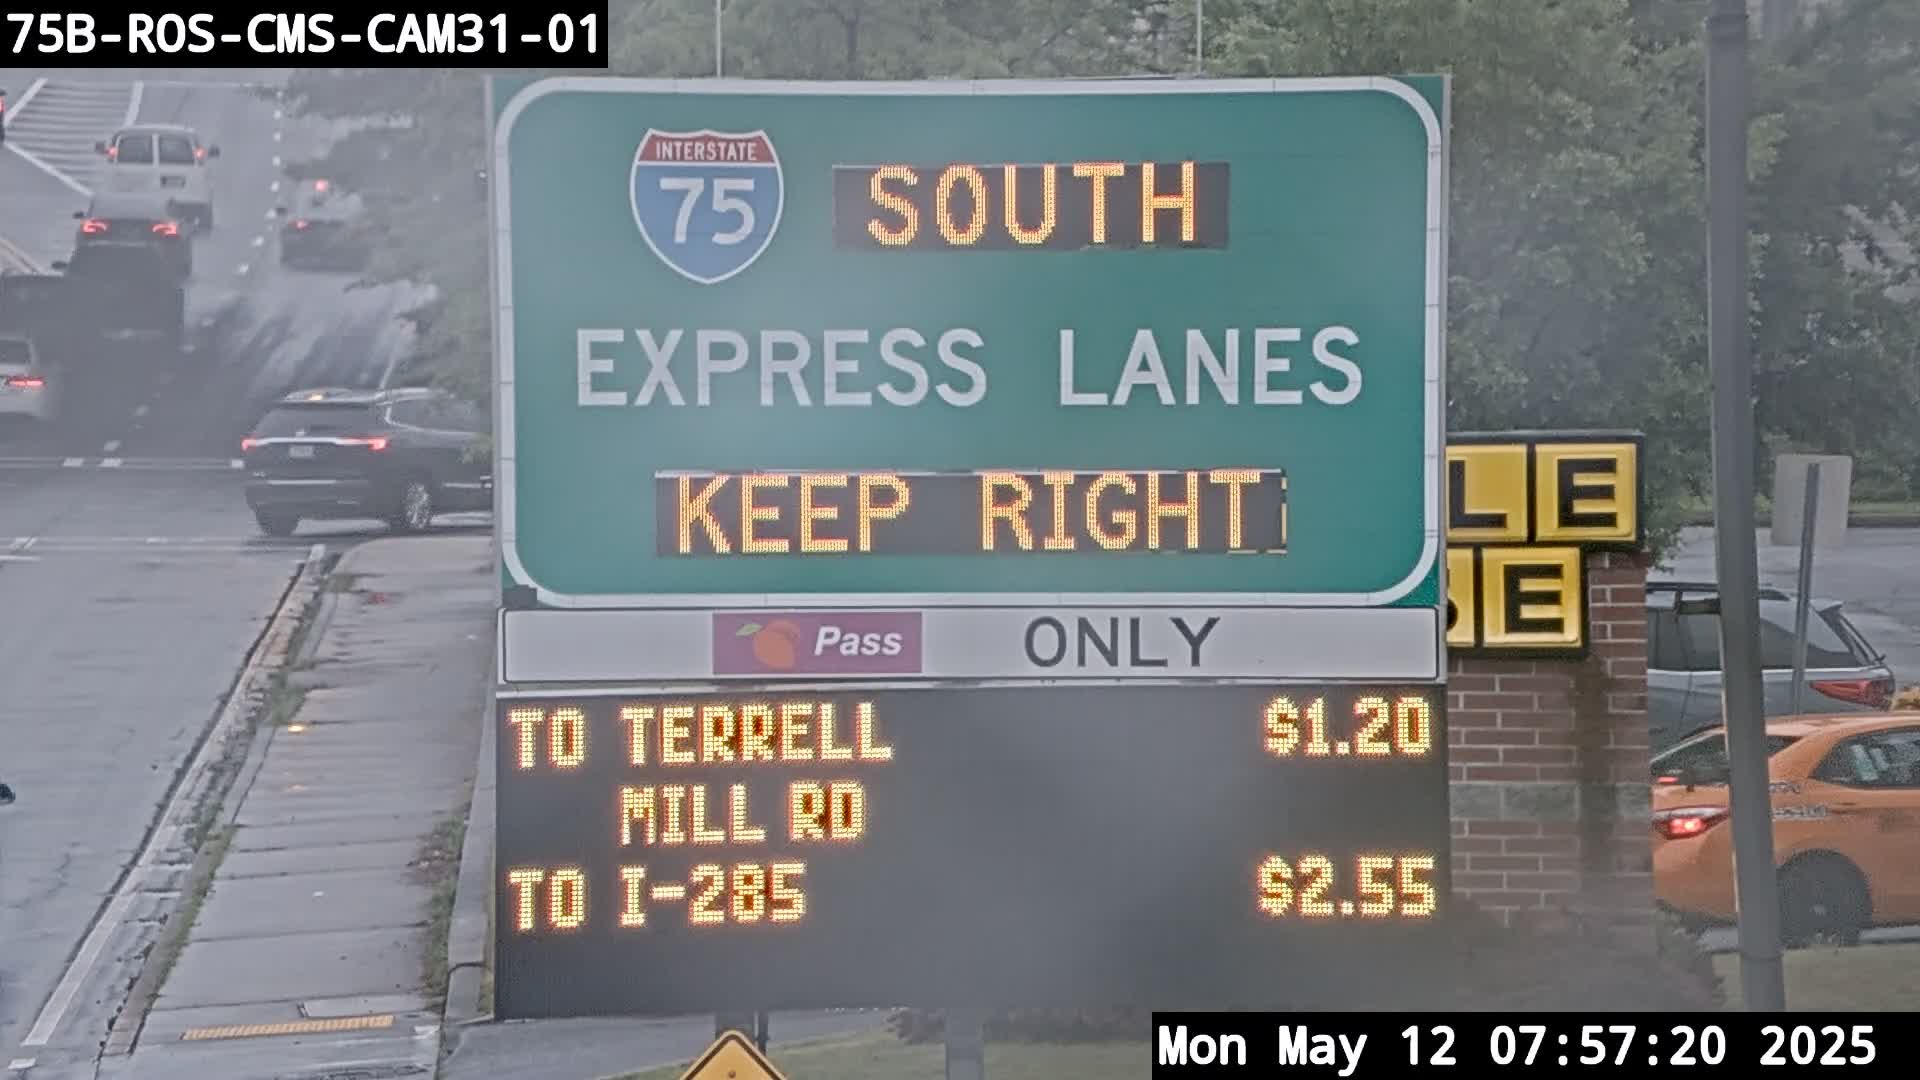 75B-ROS-CMS-CAM31-01
INTERSTATE
75
SOUTH
EXPRESS LANES
KEEP RIGHT
LE
Pass ONLY
E
TO TERRELL $1.20
MILL RD
TO I-285 $2.55
Mon May 12 07:57:20 2025